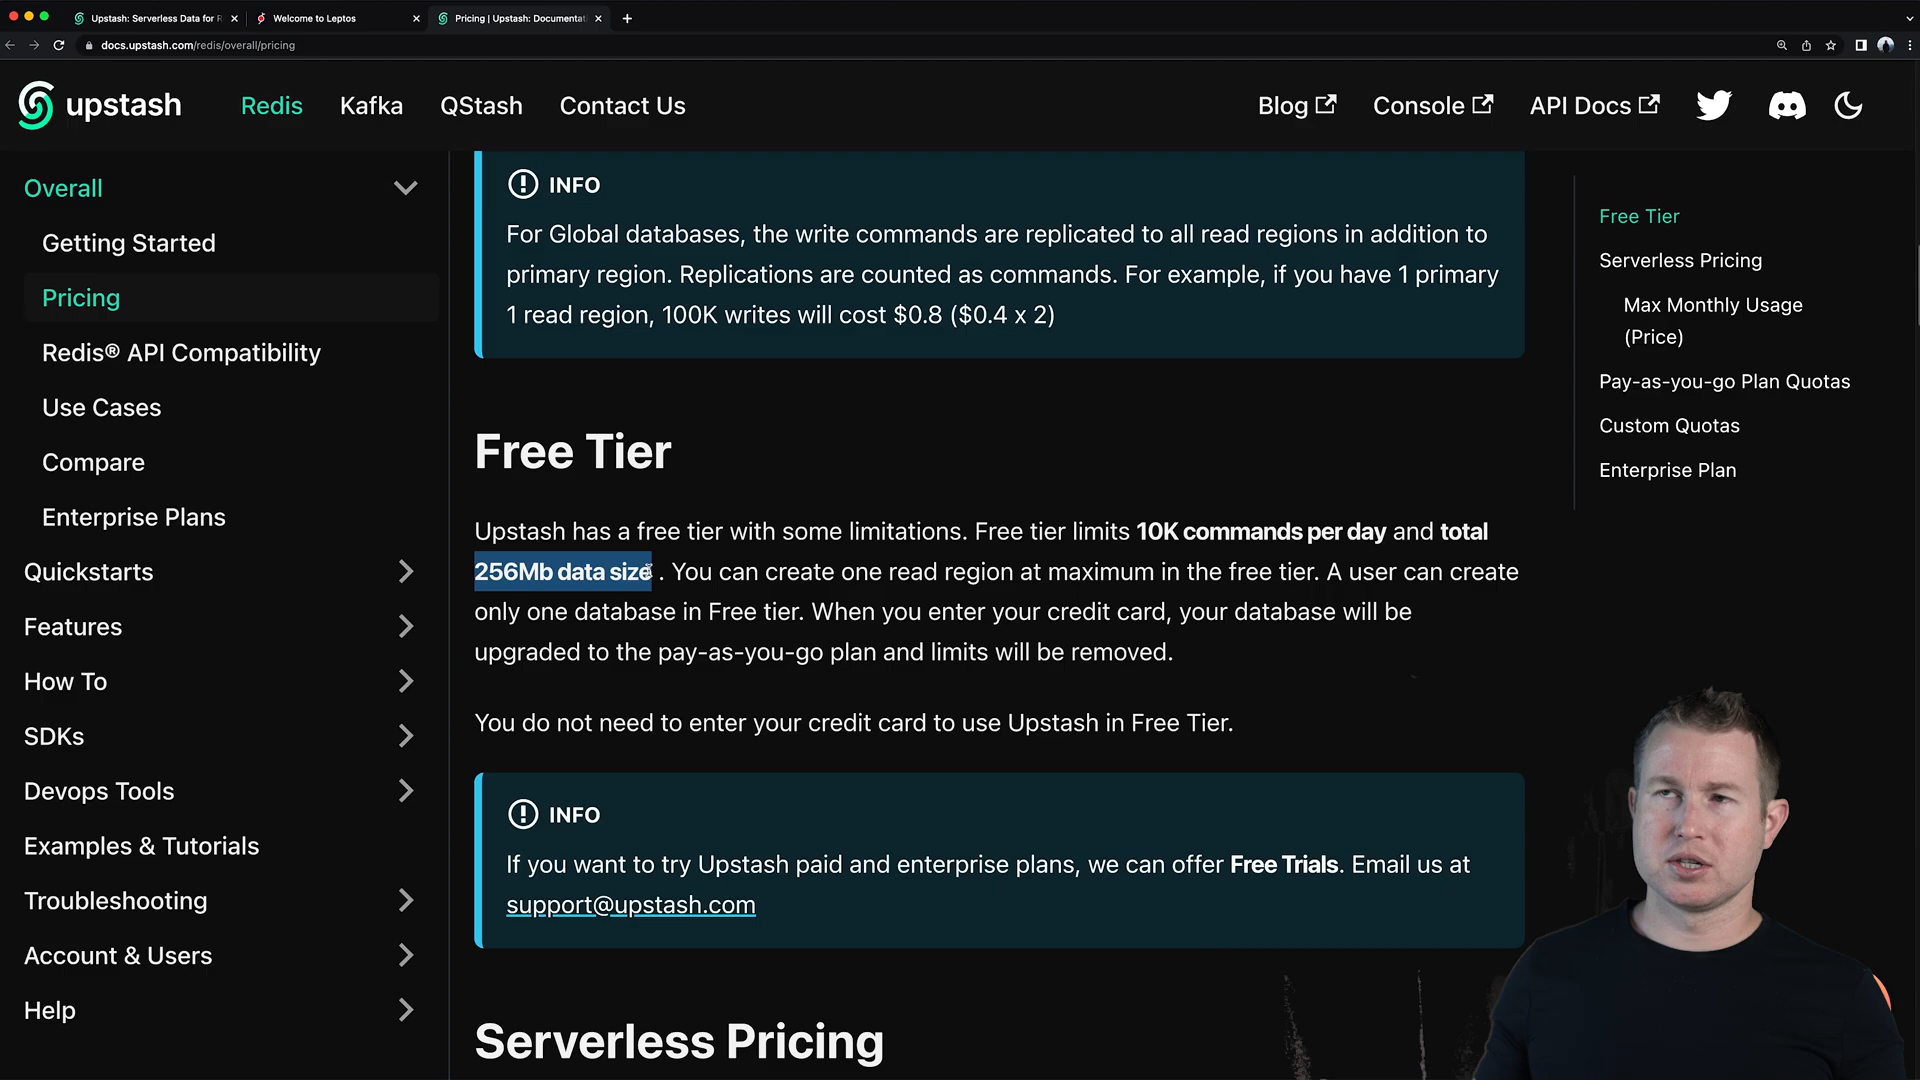 Upstash: Serverless Data for R
Welcome to Leptos
Pricing | Upstash: Documentat
docs.upstash.com/redis/overall/pricing
upstash
Redis
Kafka
QStash
Contact Us
Blog
Console
API Docs
Overall
Getting Started
Pricing
Redis® API Compatibility
Use Cases
Compare
Enterprise Plans
Quickstarts
Features
How To
SDKs
Devops Tools
Examples & Tutorials
Troubleshooting
Account & Users
Help
INFO
For Global databases, the write commands are replicated to all read regions in addition to
primary region. Replications are counted as commands. For example, if you have 1 primary
1 read region, 100K writes will cost $0.8 ($0.4 x 2)
Free Tier
Upstash has a free tier with some limitations. Free tier limits 10K commands per day and total
256Mb data size . You can create one read region at maximum in the free tier. A user can create
only one database in Free tier. When you enter your credit card, your database will be
upgraded to the pay-as-you-go plan and limits will be removed.
You do not need to enter your credit card to use Upstash in Free Tier.
INFO
If you want to try Upstash paid and enterprise plans, we can offer Free Trials. Email us at
support@upstash.com
Serverless Pricing
Free Tier
Serverless Pricing
Max Monthly Usage
(Price)
Pay-as-you-go Plan Quotas
Custom Quotas
Enterprise Plan